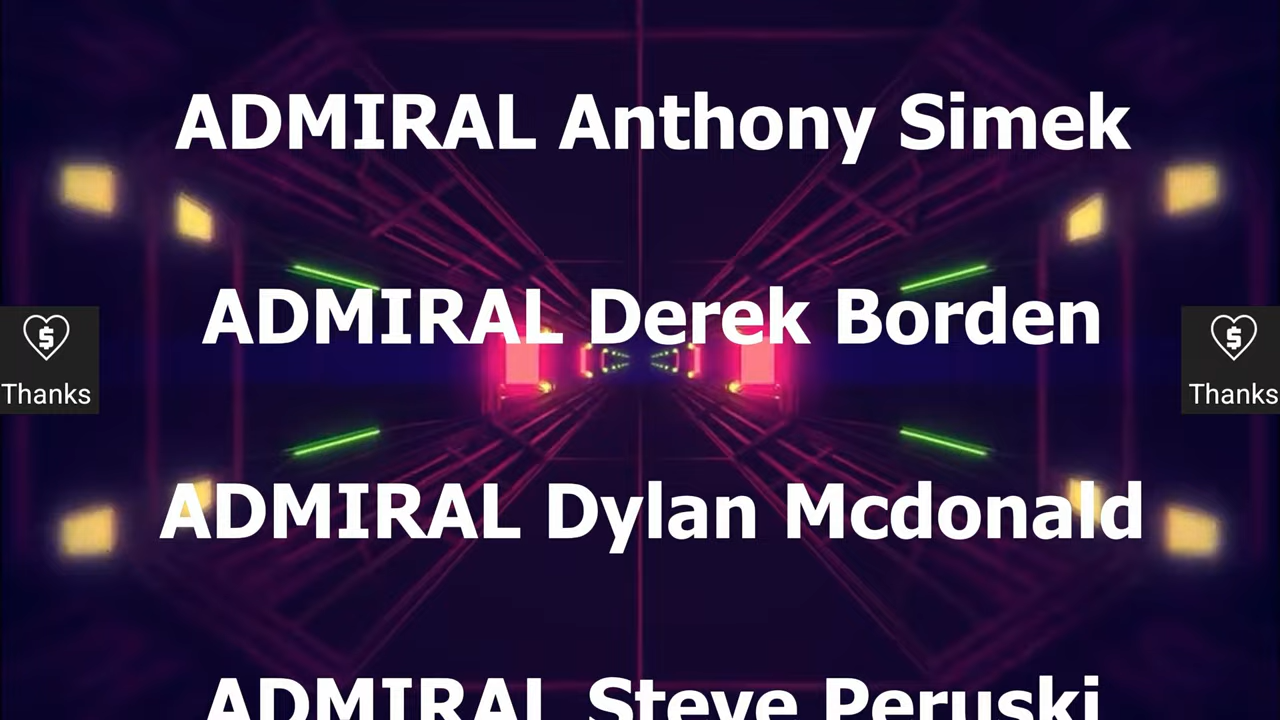 ADMIRAL Anthony Simek
ADMIRAL Derek Borden
$ Thanks
$ Thanks
ADMIRAL Dylan Mcdonald
ADMIRAL Steve Peruski